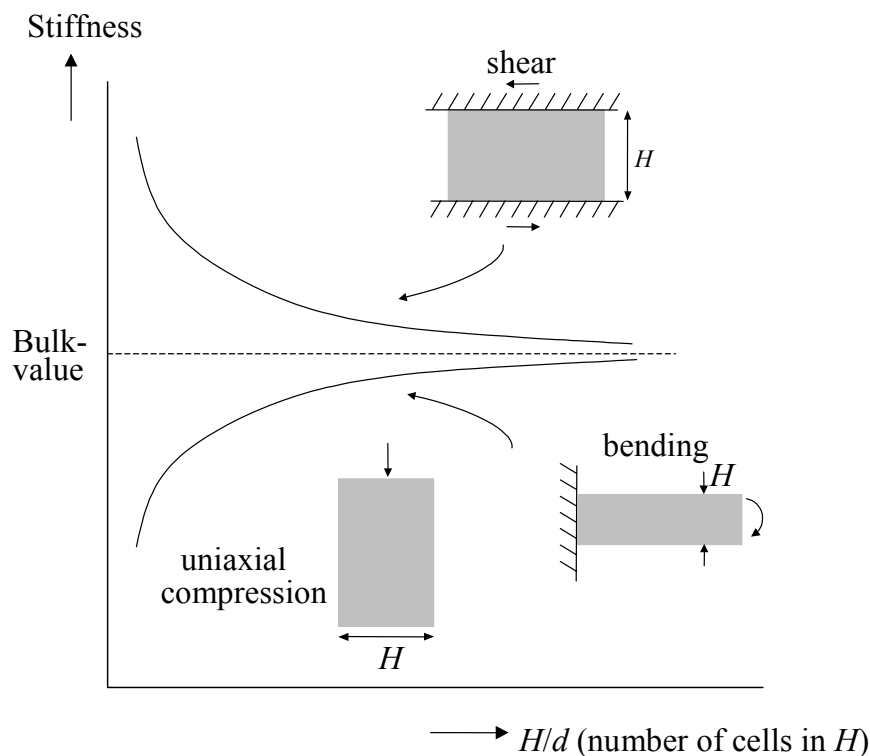 Stiffness
shear
H
Bulk-
value
bending
H
uniaxial
compression
H
H/d (number of cells in H)